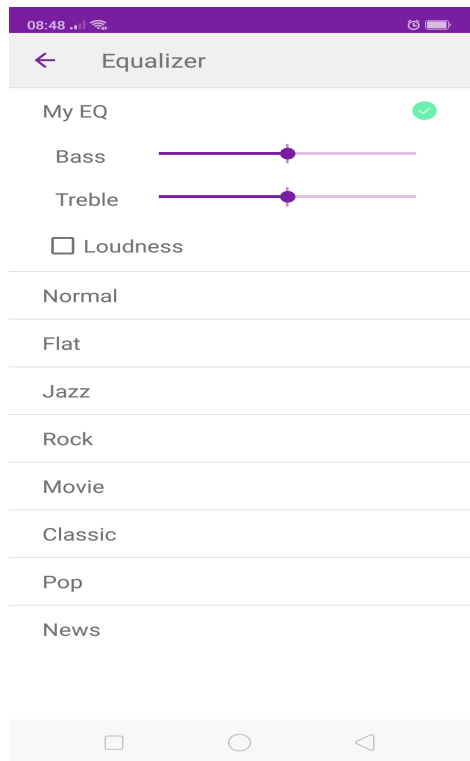 08:48
Equalizer
My EQ
Bass
Treble
Loudness
Normal
Flat
Jazz
Rock
Movie
Classic
Pop
News